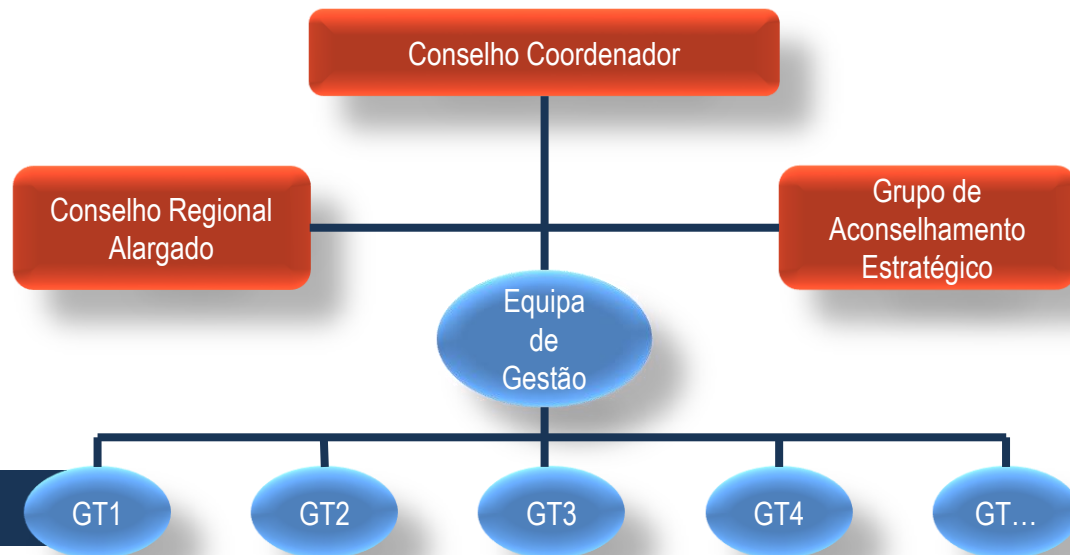 Conselho Coordenador
Conselho Regional
Alargado
Grupo de
Aconselhamento
Estratégico
Equipa
de
Gestão
GT1
GT2
GT3
GT4
GT…